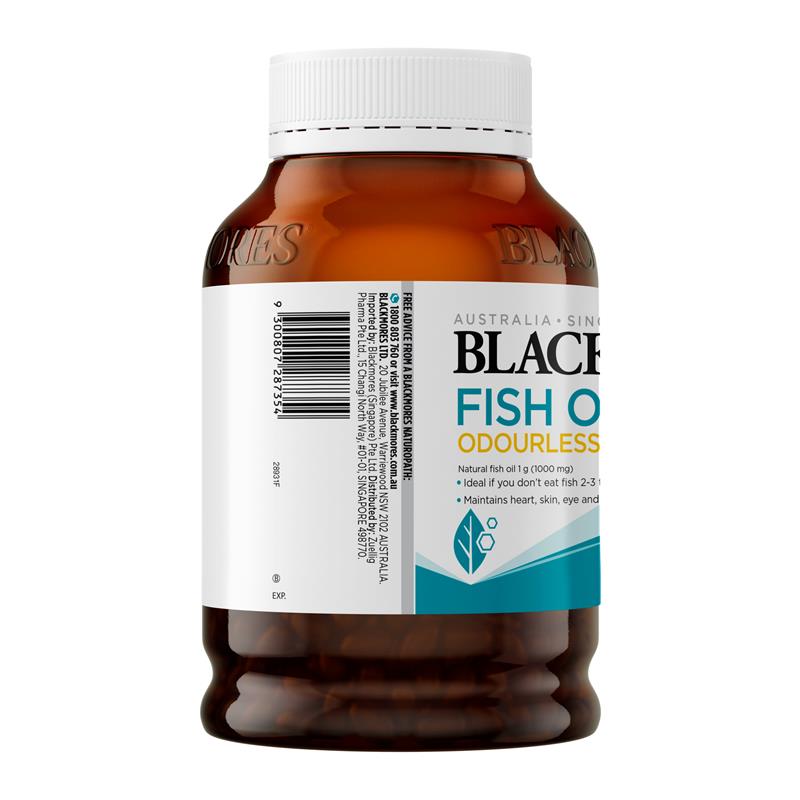 ORES
BLAC
AUSTRALIA • SING
BLACK
FISH O
ODOURLESS
Natural fish oil 1 g (1000 mg)
• Ideal if you don't eat fish 2-3
• Maintains heart, skin, eye and
FREE ADVICE FROM A BLACKMORES NATUROPATH:
1800 803 760 or visit www.blackmores.com.au
BLACKMORES LTD. 20 Jubilee Avenue, Warriewood NSW 2102 AUSTRALIA.
Imported by: Blackmores (Singapore) Pte Ltd. Distributed by: Zuellig
Pharma Pte Ltd., 15 Changi North Way, #01-01, SINGAPORE 498770.
9 300807 287354
28931F
B
EXP.